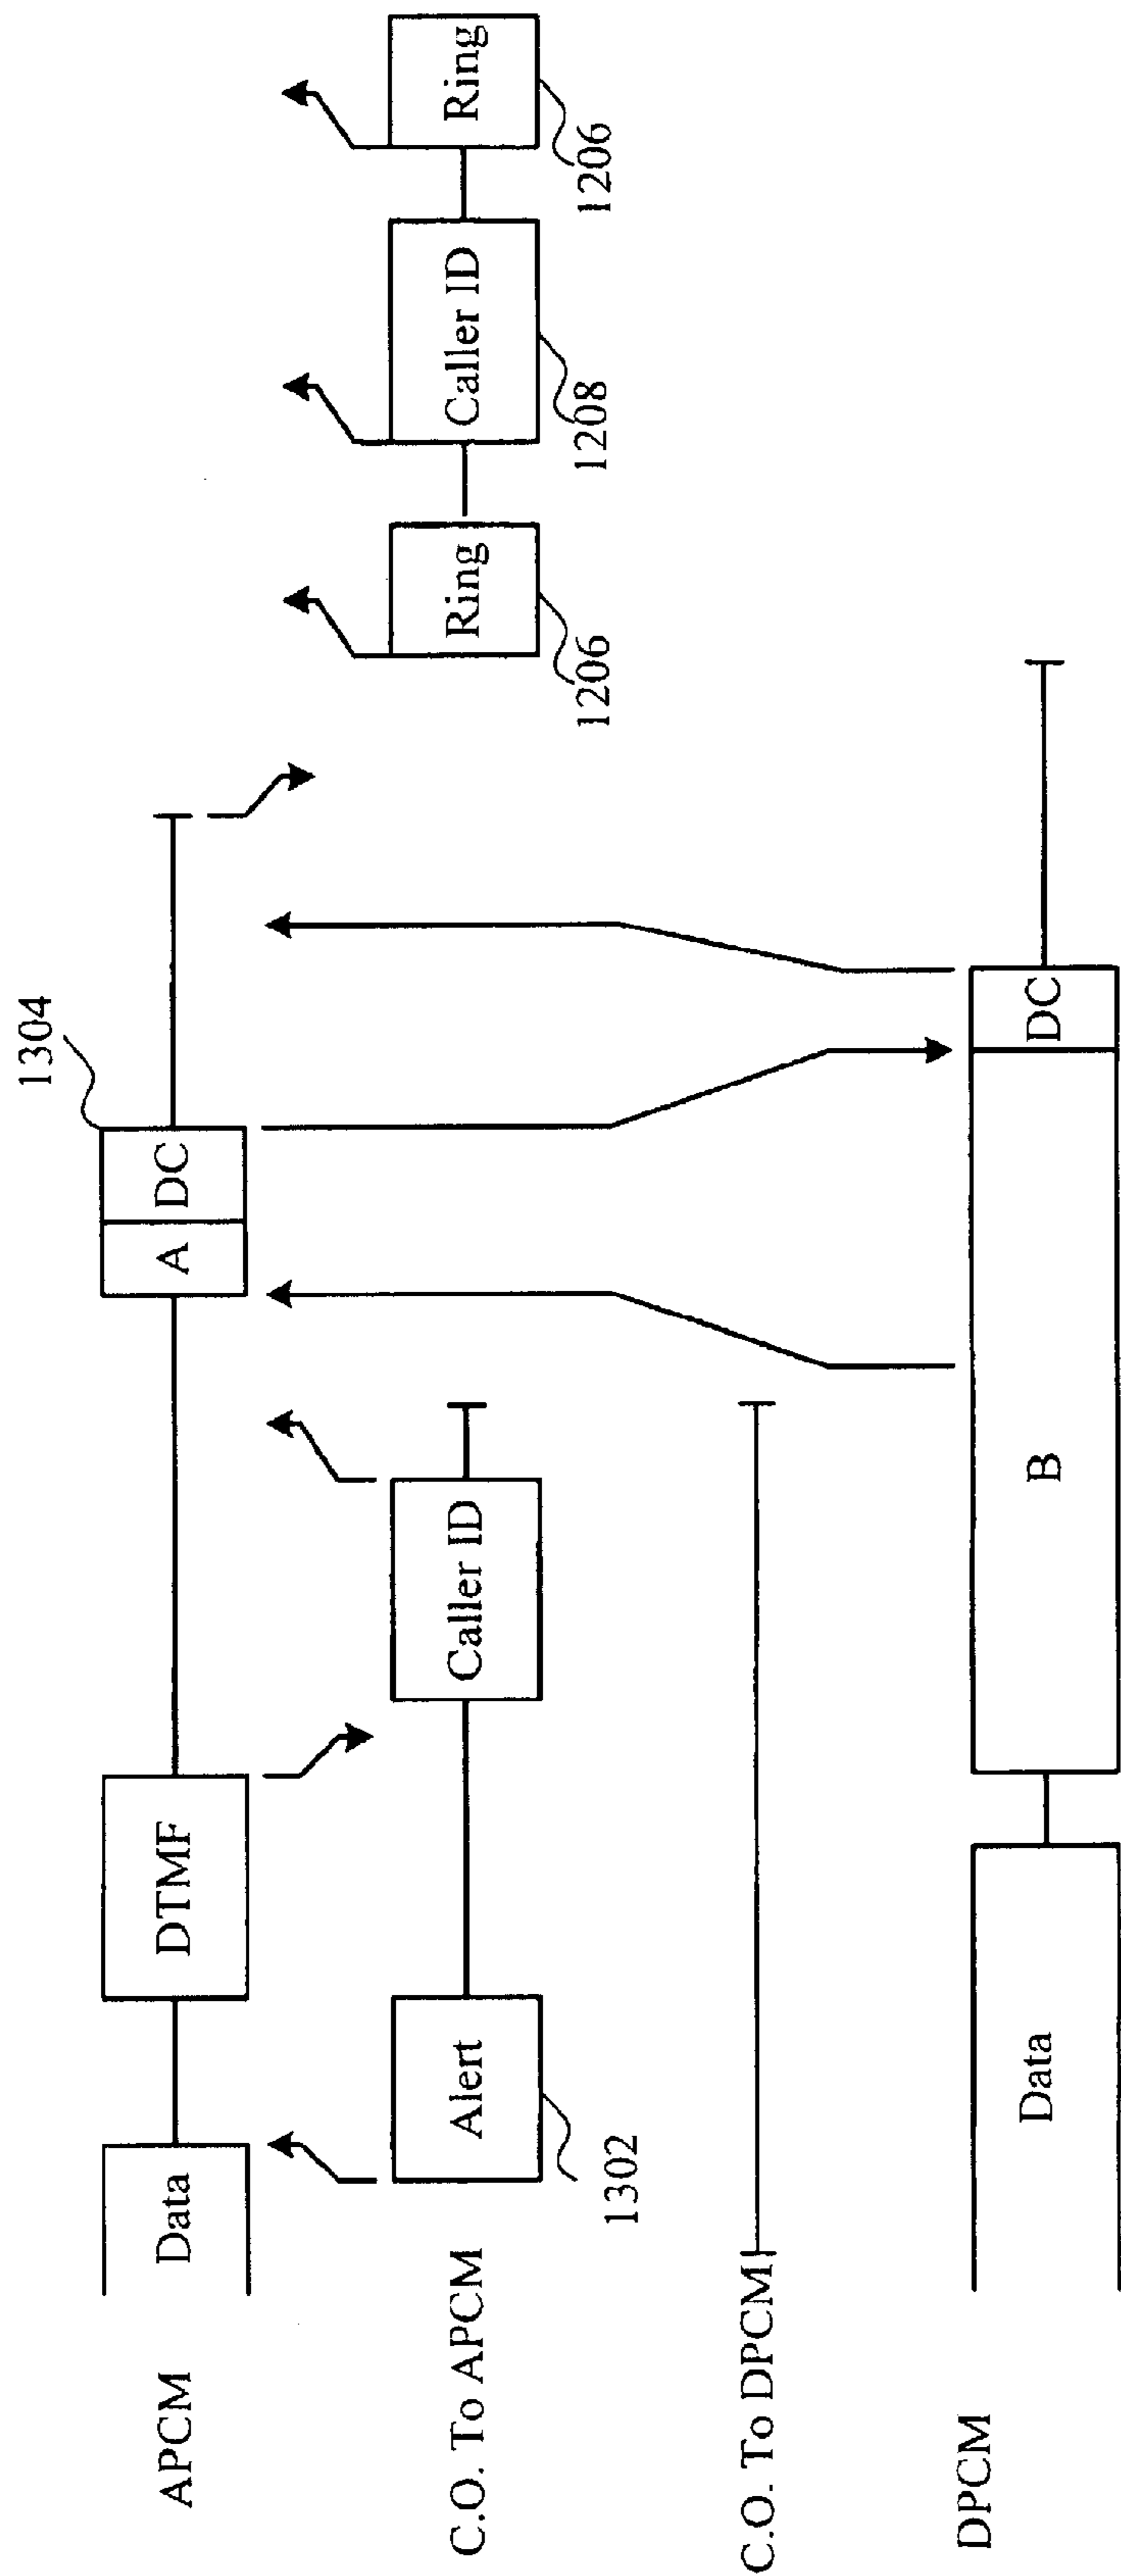 APCM
Data
DTMF
A
DC
1304
C.O. To APCM
Alert
1302
Caller ID
Ring
1206
Caller ID
1208
Ring
1206
C.O. To DPCM
DPCM
Data
B
DC